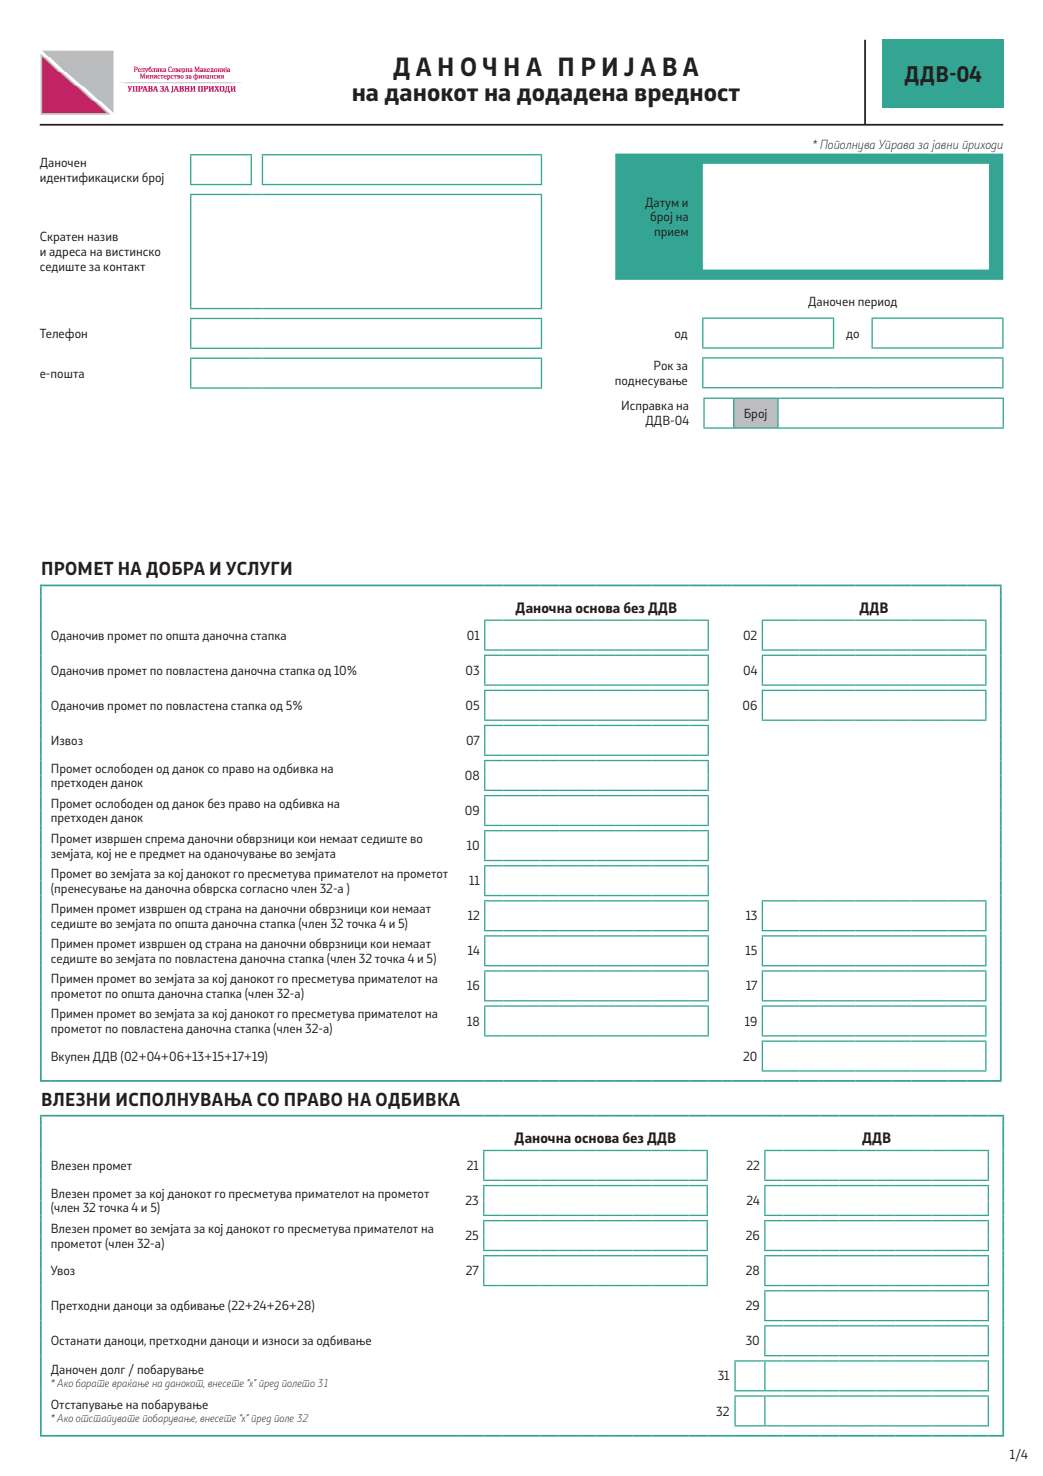 Република Северна Македонија
Министерство за финансии
УПРАВА ЗА ЈАВНИ ПРИХОДИ
ДАНОЧНА ПРИЈАВА
на данокот на додадена вредност
ДДВ-04
* Пополнува Управа за јавни приходи
Даночен
идентификациски број
Скратен назив
и адреса на вистинско
седиште за контакт
Телефон
е-пошта
Датум и
број на
прием
Даночен период
од
до
Рок за
поднесување
Исправка на
ДДВ-04
Број
ПРОМЕТ НА ДОБРА И УСЛУГИ
Даночна основа без ДДВ ДДВ
Оданочив промет по општа даночна стапка 01 02
Оданочив промет по повластена даночна стапка од 10% 03 04
Оданочив промет по повластена стапка од 5% 05 06
Извоз 07
Промет ослободен од данок со право на одбивка на
претходен данок 08
Промет ослободен од данок без право на одбивка на
претходен данок 09
Промет извршен спрема даночни обврзници кои немаат седиште во
земјата, кој не е предмет на оданочување во земјата 10
Промет во земјата за кој данокот го пресметува примателот на прометот
(пренесување на даночна обврска согласно член 32-а ) 11
Примен промет извршен од страна на даночни обврзници кои немаат
седиште во земјата по општа даночна стапка (член 32 точка 4 и 5) 12 13
Примен промет извршен од страна на даночни обврзници кои немаат
седиште во земјата по повластена даночна стапка (член 32 точка 4 и 5) 14 15
Примен промет во земјата за кој данокот го пресметува примателот на
прометот по општа даночна стапка (член 32-а) 16 17
Примен промет во земјата за кој данокот го пресметува примателот на
прометот по повластена даночна стапка (член 32-а) 18 19
Вкупен ДДВ (02+04+06+13+15+17+19) 20
ВЛЕЗНИ ИСПОЛНУВАЊА СО ПРАВО НА ОДБИВКА
Даночна основа без ДДВ ДДВ
Влезен промет 21 22
Влезен промет за кој данокот го пресметува примателот на прометот
(член 32 точка 4 и 5) 23 24
Влезен промет во земјата за кој данокот го пресметува примателот на
прометот (член 32-а) 25 26
Увоз 27 28
Претходни даноци за одбивање (22+24+26+28) 29
Останати даноци, претходни даноци и износи за одбивање 30
Даночен долг / побарување 31
* Ако барате враќање на данокот, внесете "x" пред полето 31
Отстапување на побарување 32
* Ако отстапувате побарување, внесете "x" пред поле 32
1/4